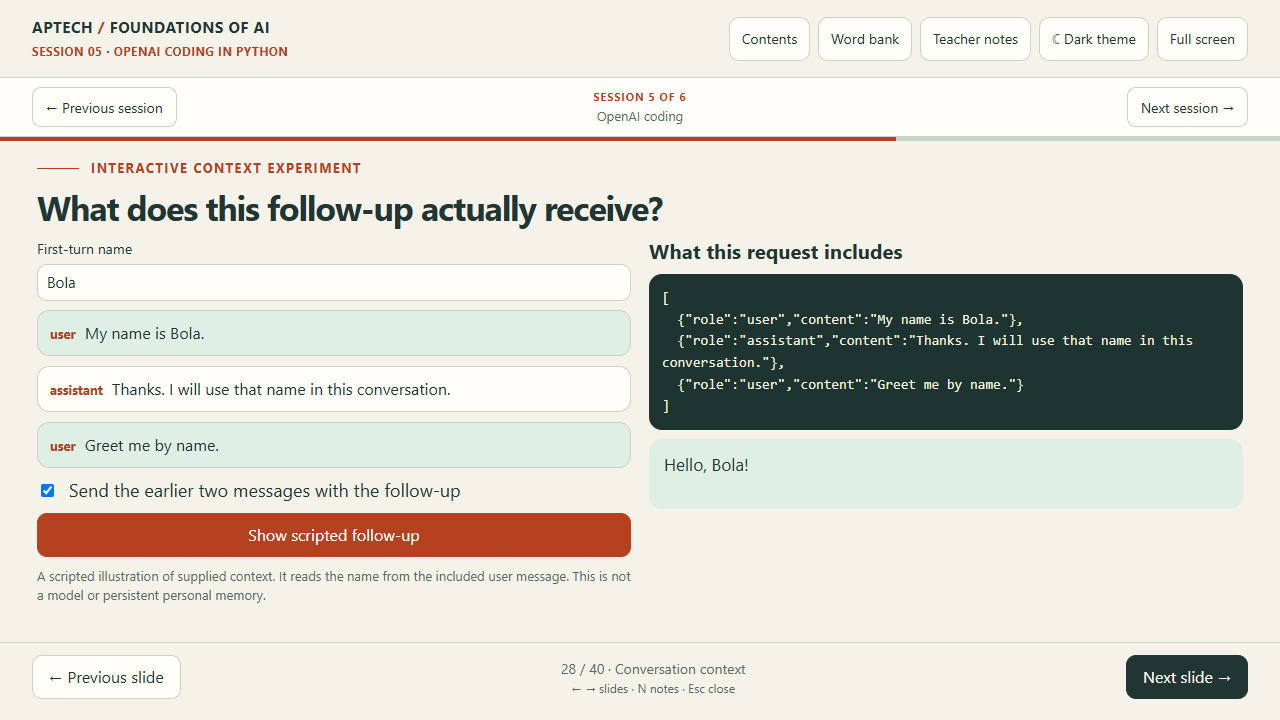 APTECH / FOUNDATIONS OF AI
SESSION 05 · OPENAI CODING IN PYTHON
Contents
Word bank
Teacher notes
☾ Dark theme
Full screen
← Previous session
SESSION 5 OF 6
OpenAI coding
Next session →
INTERACTIVE CONTEXT EXPERIMENT
What does this follow-up actually receive?
First-turn name
Bola
user My name is Bola.
assistant Thanks. I will use that name in this conversation.
user Greet me by name.
Send the earlier two messages with the follow-up
Show scripted follow-up
A scripted illustration of supplied context. It reads the name from the included user message. This is not
a model or persistent personal memory.
What this request includes
[
  {"role":"user","content":"My name is Bola."},
  {"role":"assistant","content":"Thanks. I will use that name in this
conversation."},
  {"role":"user","content":"Greet me by name."}
]
Hello, Bola!
← Previous slide
28 / 40 · Conversation context
← → slides · N notes · Esc close
Next slide →